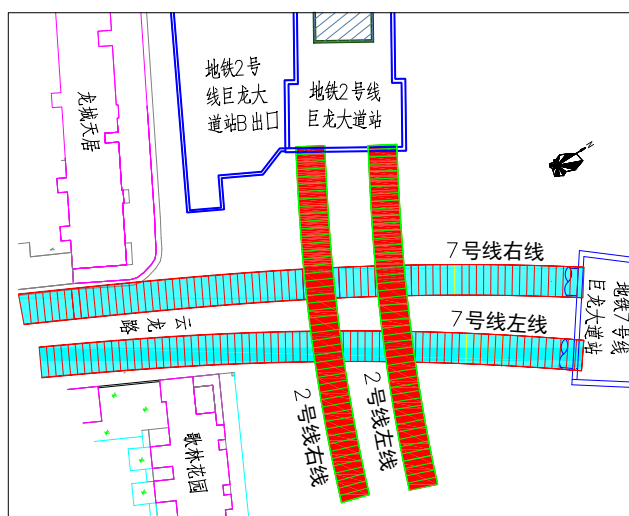 地铁2号
线巨龙大
道站B出口
地铁2号线
巨龙大道站
龙城天居
N
7号线右线
7号线左线
地铁7号线
巨龙大道站
云龙路
2号线右线
2号线左线
歌林花园